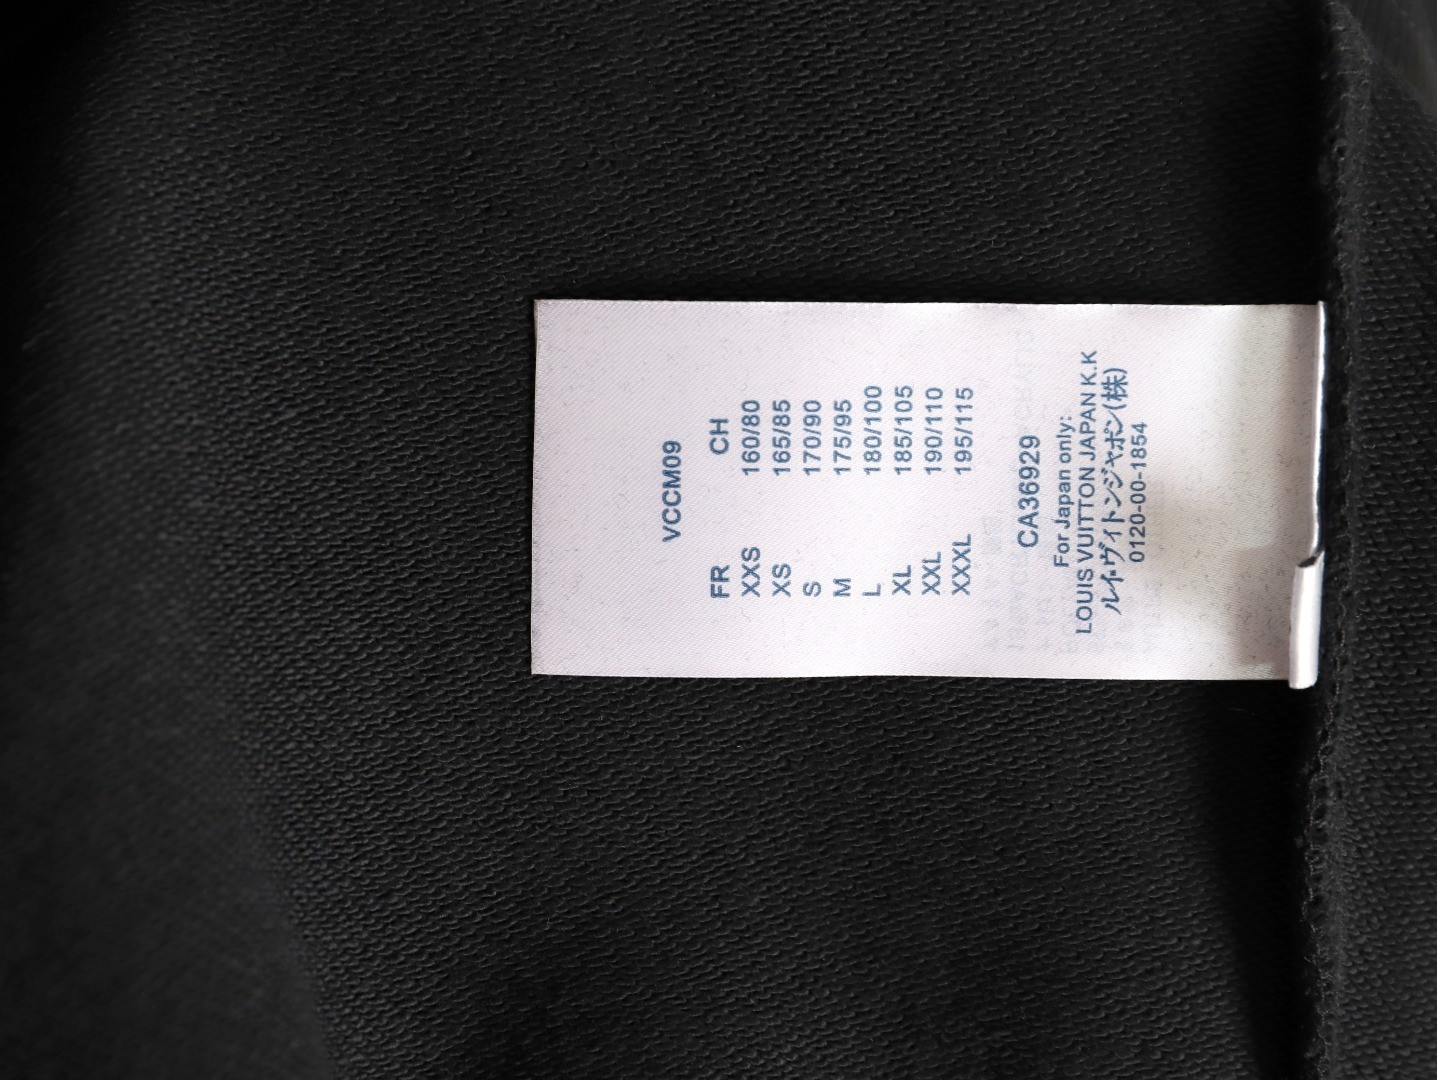 VCCM09
FR CH
XXS 160/80
XS 165/85
S 170/90
M 175/95
L 180/100
XL 185/105
XXL 190/110
XXXL 195/115
CA36929
For Japan only:
LOUIS VUITTON JAPAN K.K
ルイ・ヴィトンジャポン(株)
0120-00-1854